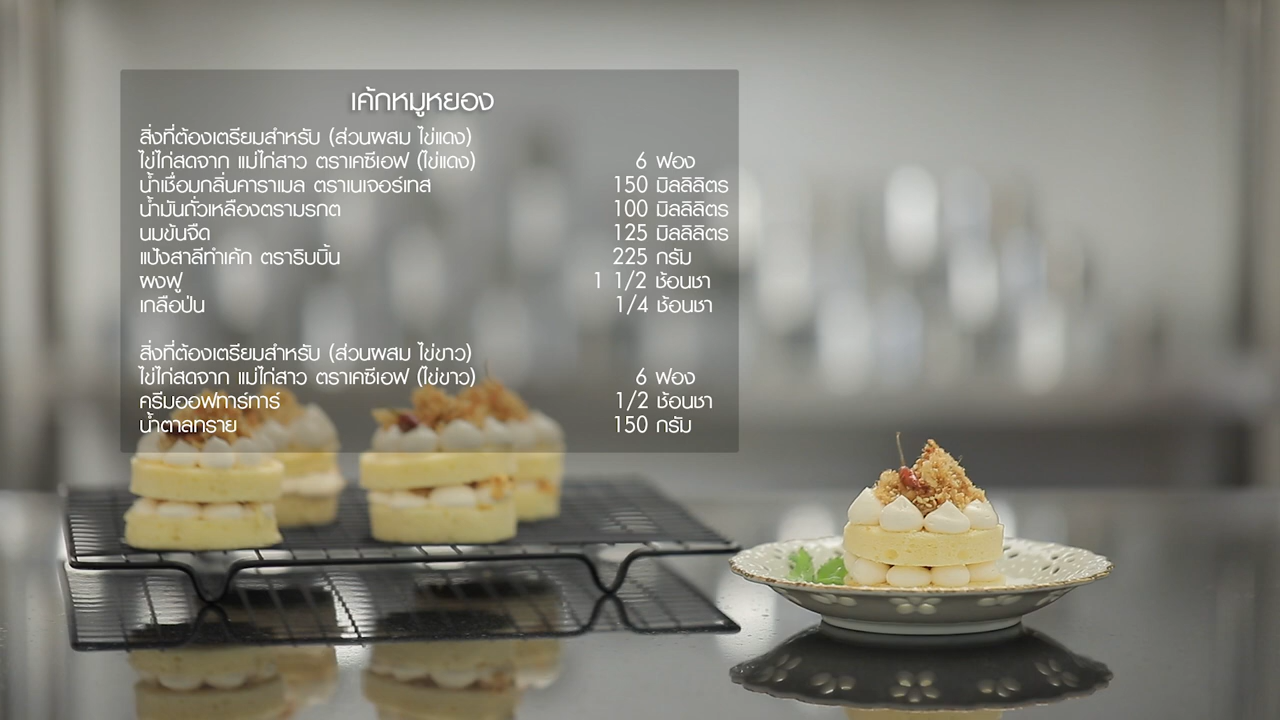 เค้กหมูหยอง
สิ่งที่ต้องเตรียมสำหรับ (ส่วนผสม ไข่แดง)
ไข่ไก่สดจาก แม่ไก่สาว ตราเคซีเอฟ (ไข่แดง) 6 ฟอง
น้ำเชื่อมกลิ่นคาราเมล ตราเนเจอร์เทส 150 มิลลิลิตร
น้ำมันถั่วเหลืองตรามรกต 100 มิลลิลิตร
นมข้นจืด 125 มิลลิลิตร
แป้งสาลีทำเค้ก ตราริบบิ้น 225 กรัม
ผงฟู 1 1/2 ช้อนชา
เกลือป่น 1/4 ช้อนชา
สิ่งที่ต้องเตรียมสำหรับ (ส่วนผสม ไข่ขาว)
ไข่ไก่สดจาก แม่ไก่สาว ตราเคซีเอฟ (ไข่ขาว) 6 ฟอง
ครีมออฟทาร์ทาร์ 1/2 ช้อนชา
น้ำตาลทราย 150 กรัม